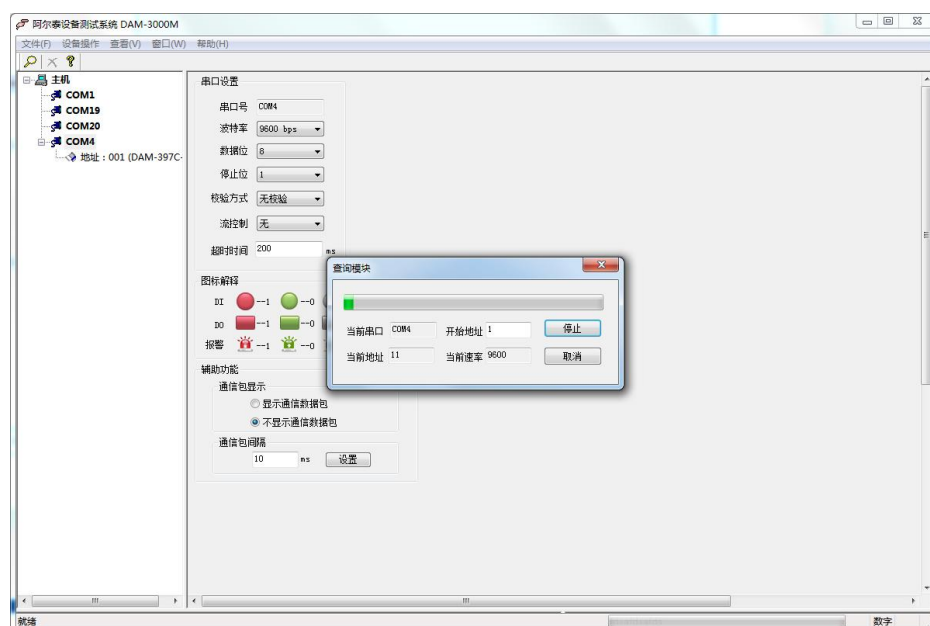 阿尔泰设备测试系统 DAM-3000M
文件(F) 设备操作 查看(V) 窗口(W) 帮助(H)
主机
COM1
COM19
COM20
COM4
地址：001 (DAM-397C-
串口设置
串口号 COM4
波特率 9600 bps
数据位 8
停止位 1
校验方式 无校验
流控制 无
超时时间 200 ms
图标解释
DI --1 --0
DO --1 --0
报警 --1 --0
辅助功能
通信包显示
显示通信数据包
不显示通信数据包
通信包间隔
10 ms 设置
查询模块
当前串口 COM4 开始地址 1 停止
当前地址 11 当前速率 9600 取消
就绪 数字